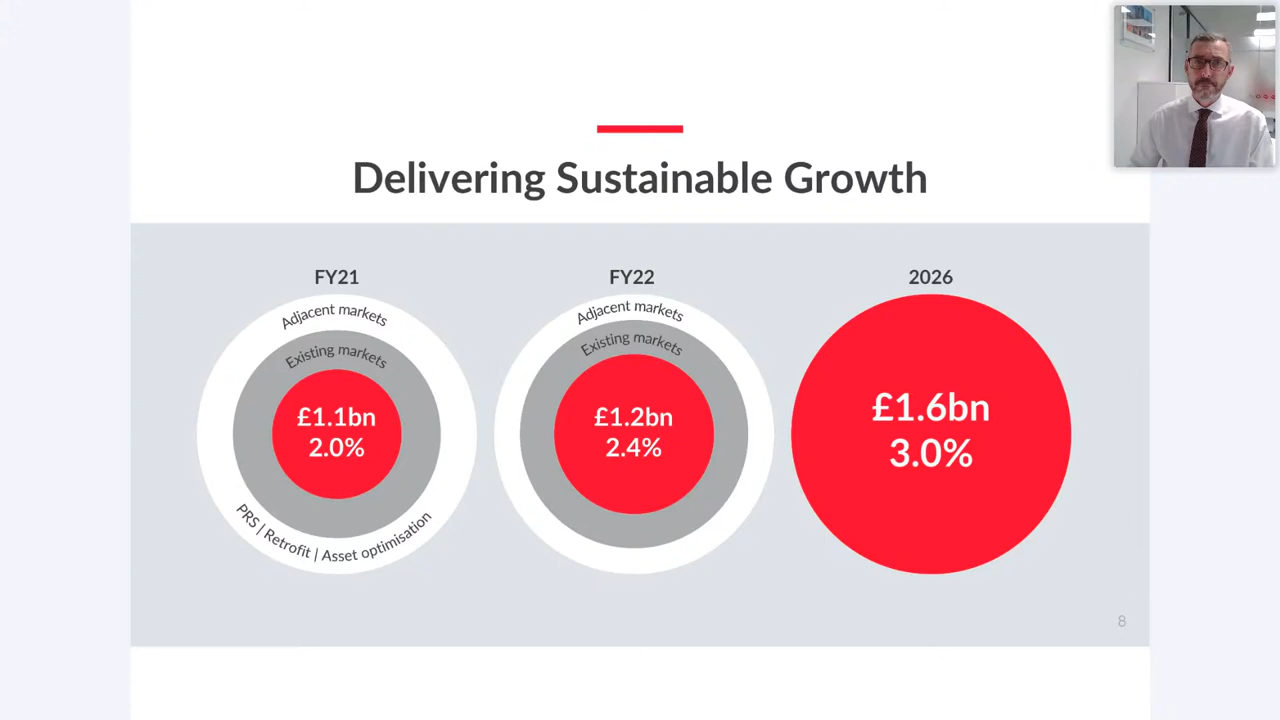 Delivering Sustainable Growth
FY21
Adjacent markets
Existing markets
£1.1bn
2.0%
PRS | Retrofit | Asset optimisation
FY22
Adjacent markets
Existing markets
£1.2bn
2.4%
2026
£1.6bn
3.0%
8